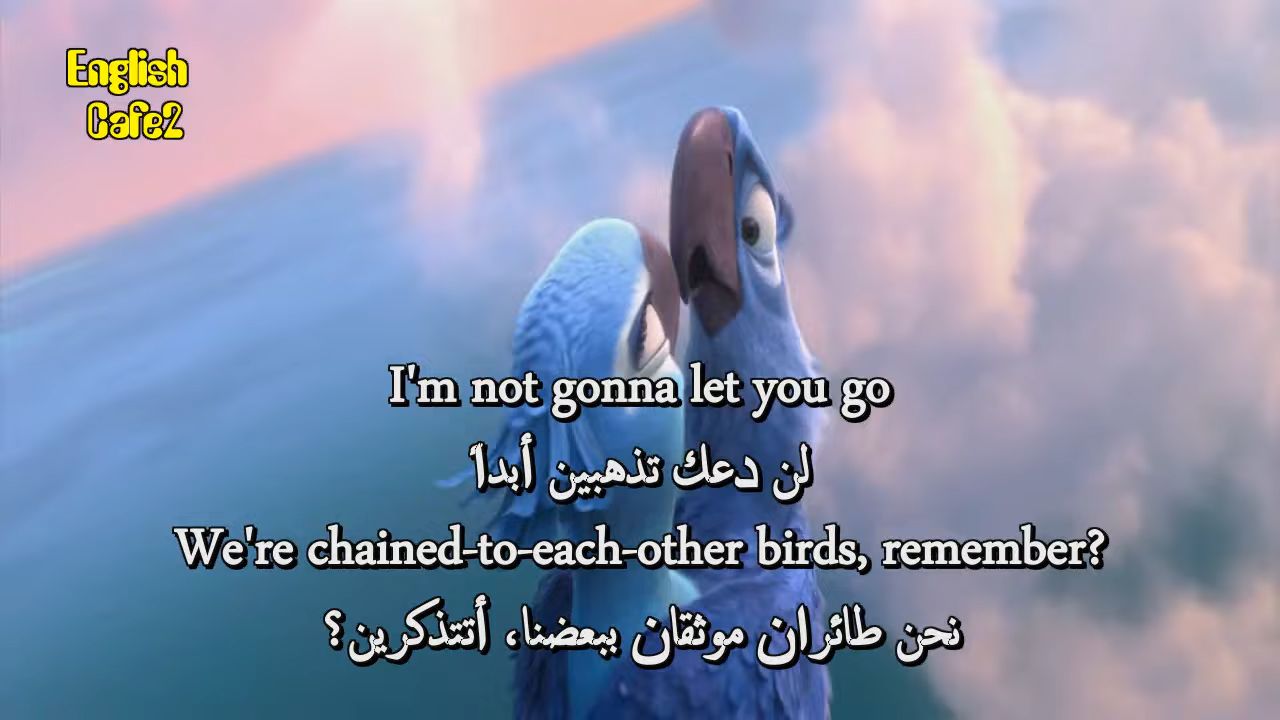 English
Cafe2
I'm not gonna let you go
لن دعك تذهبين أبداً
We're chained-to-each-other birds, remember?
نحن طائران موثقان ببعضنا، أتتذكرين؟